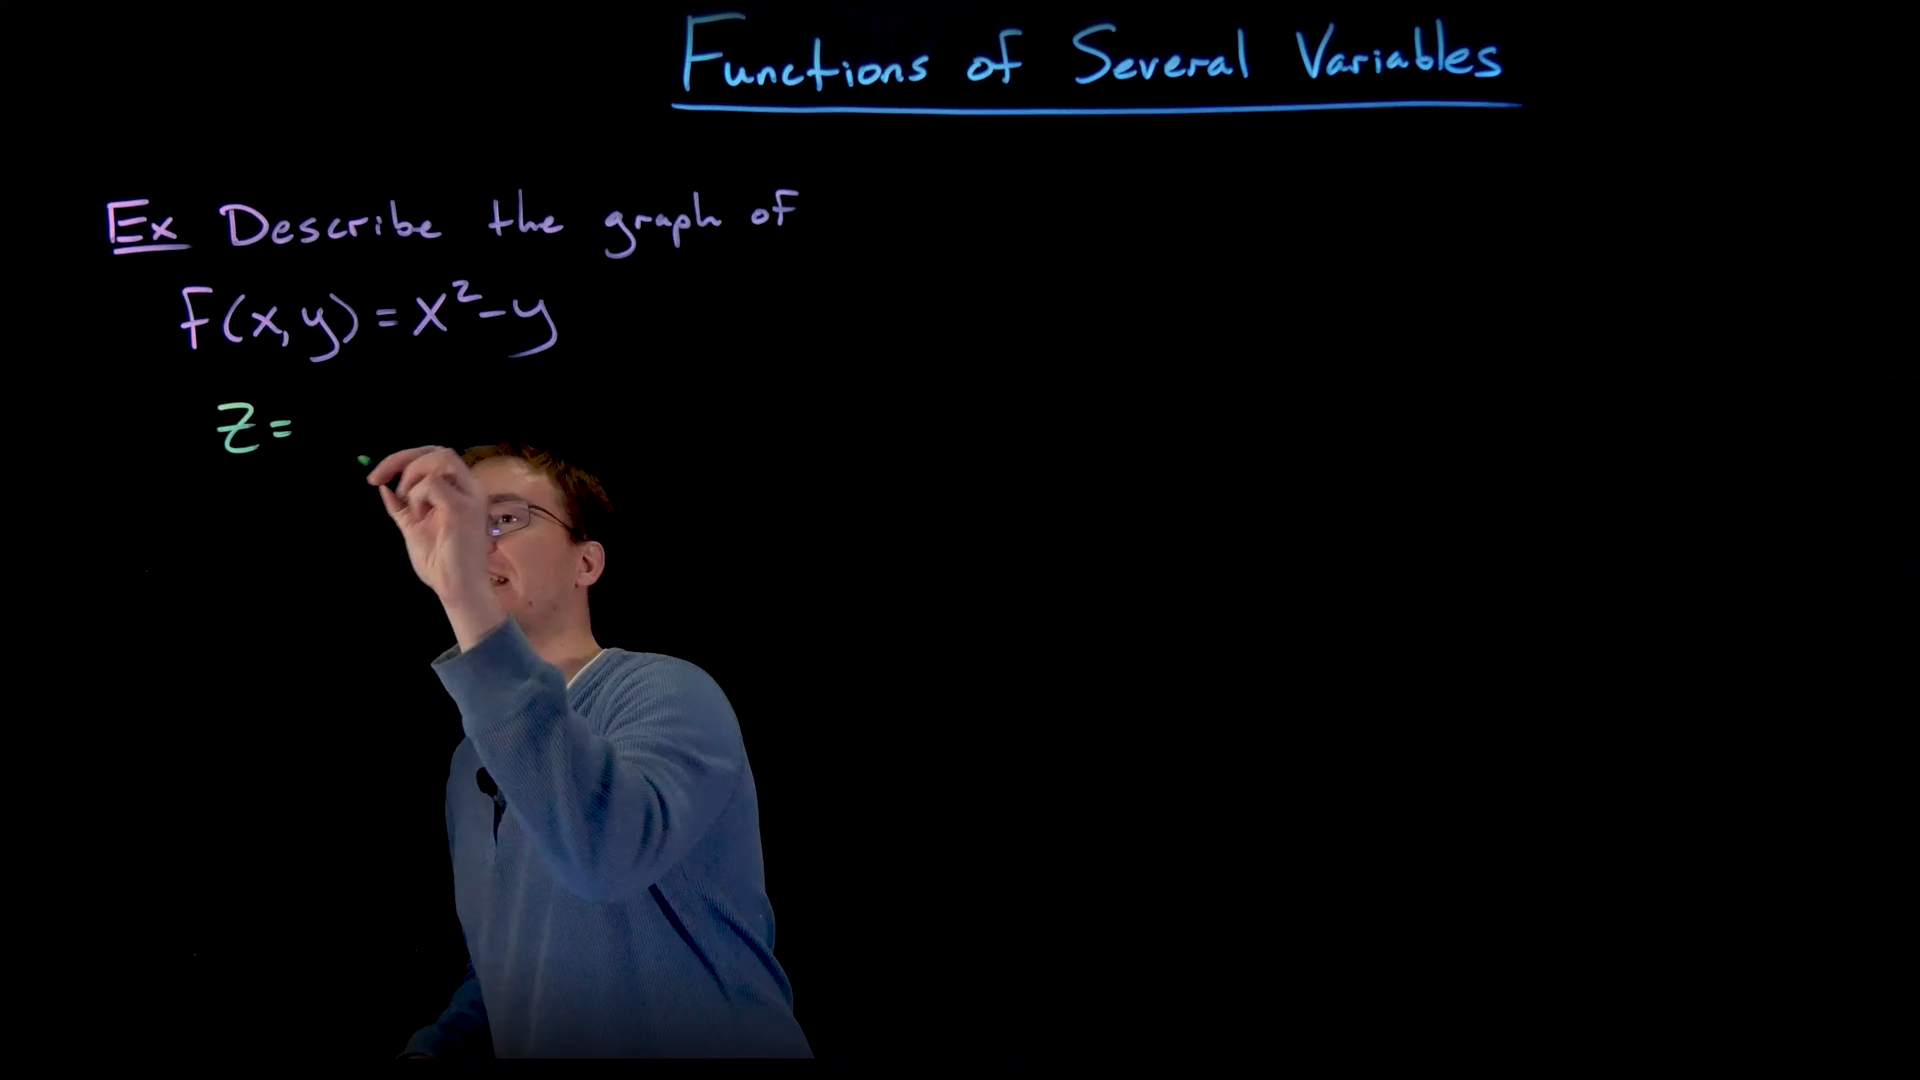 Functions of Several Variables
Ex Describe the graph of
f(x,y)=x²-y
z=